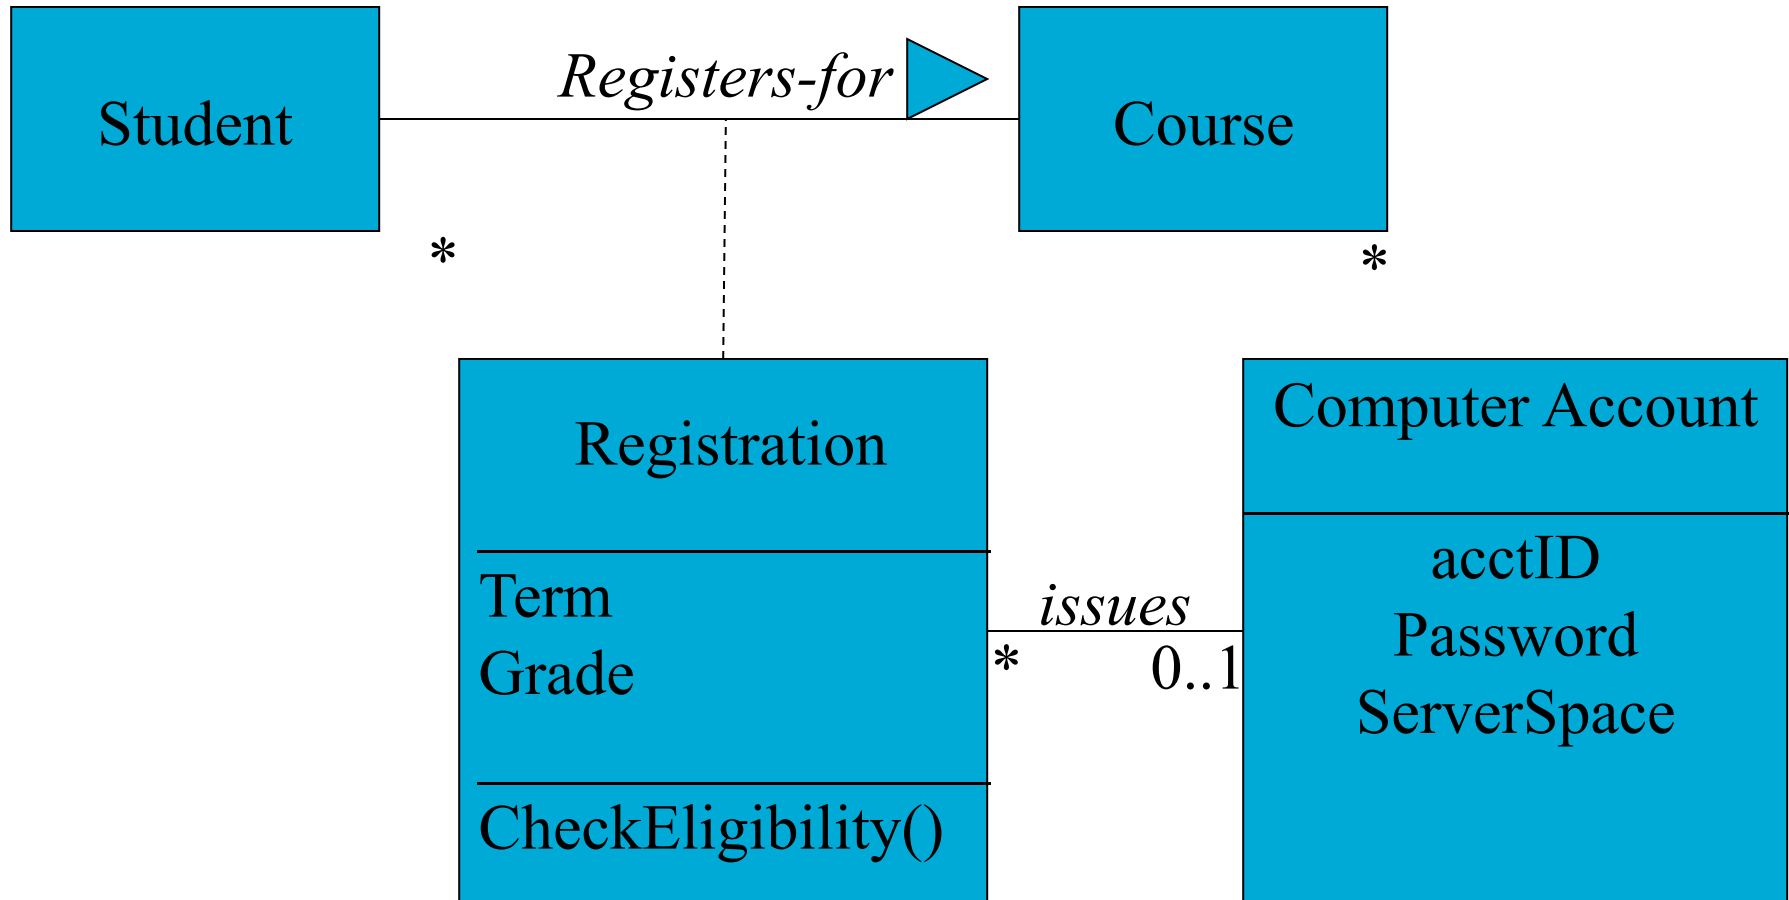 Registers-for
Student
Course
*
*
Registration
Term
Grade
CheckEligibility()
issues
*
0..1
Computer Account
acctID
Password
ServerSpace